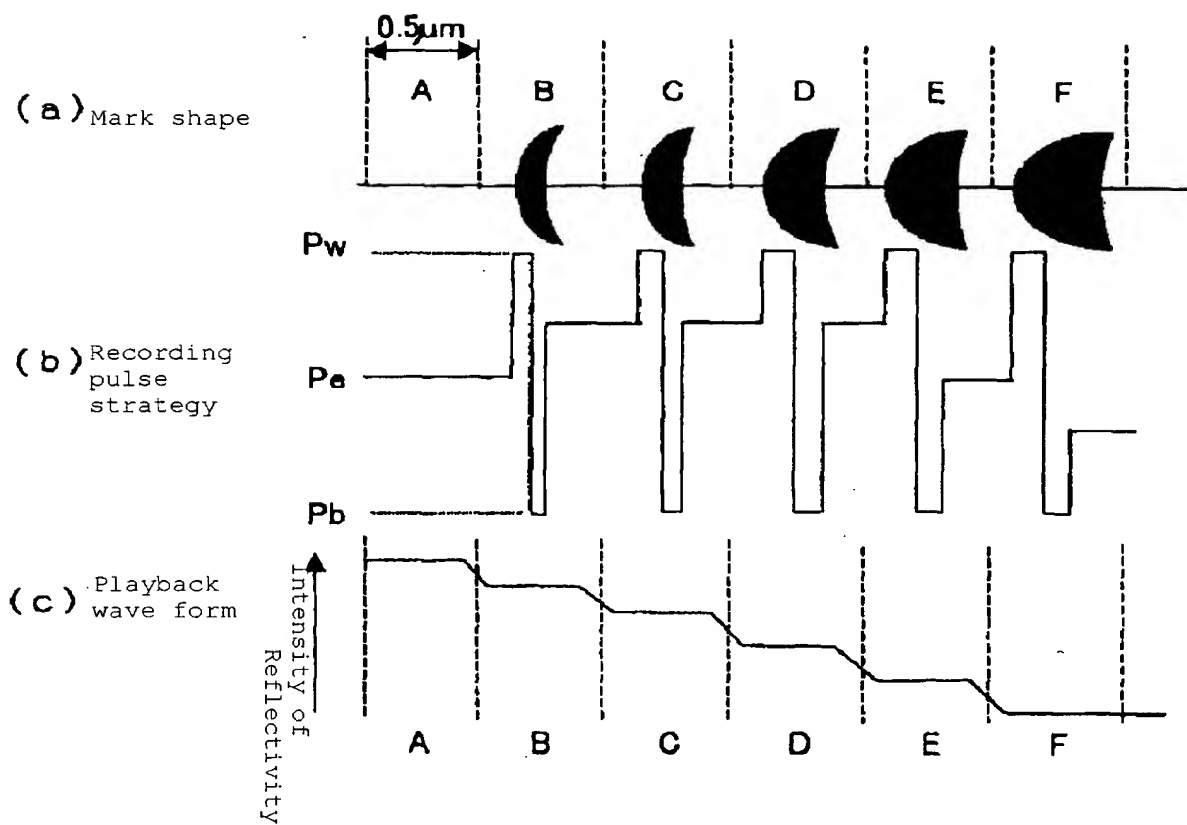 0.5μm
A B C D E F
(a) Mark shape
Pw
(b) Recording
pulse
strategy
Pe
Pb
(c) Playback
wave form
Intensity of
Reflectivity
A B C D E F